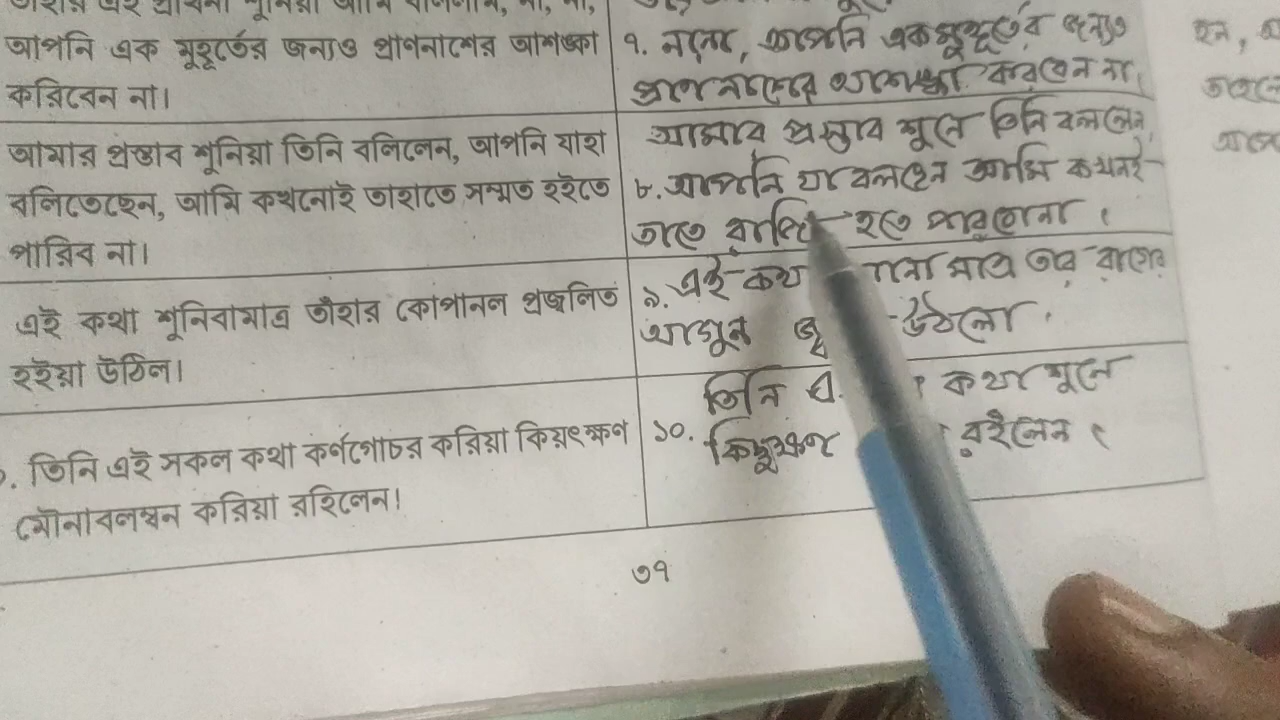 আপনি এক মুহূর্তের জন্যও প্রাণনাশের আশঙ্কা
করিবেন না।
৭. না না, আপনি এক মুহূর্তের জন্যও
প্রাণ নাশের আশঙ্কা করবেন না।
আমার প্রস্তাব শুনিয়া তিনি বলিলেন, আপনি যাহা
বলিতেছেন, আমি কখনোই তাহাতে সম্মত হইতে
পারিব না।
আমার প্রস্তাব শুনে তিনি বললেন,
৮. আপনি যা বলছেন আমি কখনই
তাতে হতে পারবোনা।
এই কথা শুনিবামাত্র তাঁহার কোপানল প্রজ্বলিত
হইয়া উঠিল।
৯. এই কথা মাত্র তার রাগের
আগুন উঠলো।
তিনি এই সকল কথা কর্ণগোচর করিয়া কিয়ৎক্ষণ
মৌনাবলম্বন করিয়া রহিলেন।
তিনি কথা শুনে
১০. কিছুক্ষণ রইলেন।
৩৭
হন,